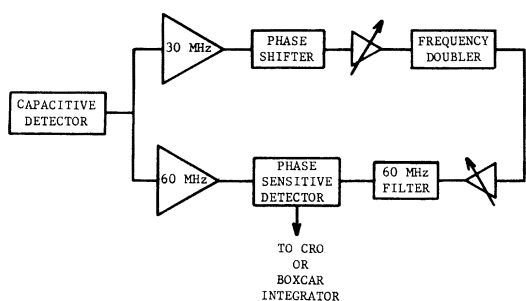 30 MHz
PHASE
SHIFTER
FREQUENCY
DOUBLER
CAPACITIVE
DETECTOR
60 MHz
PHASE
SENSITIVE
DETECTOR
60 MHz
FILTER
TO CRO
OR
BOXCAR
INTEGRATOR